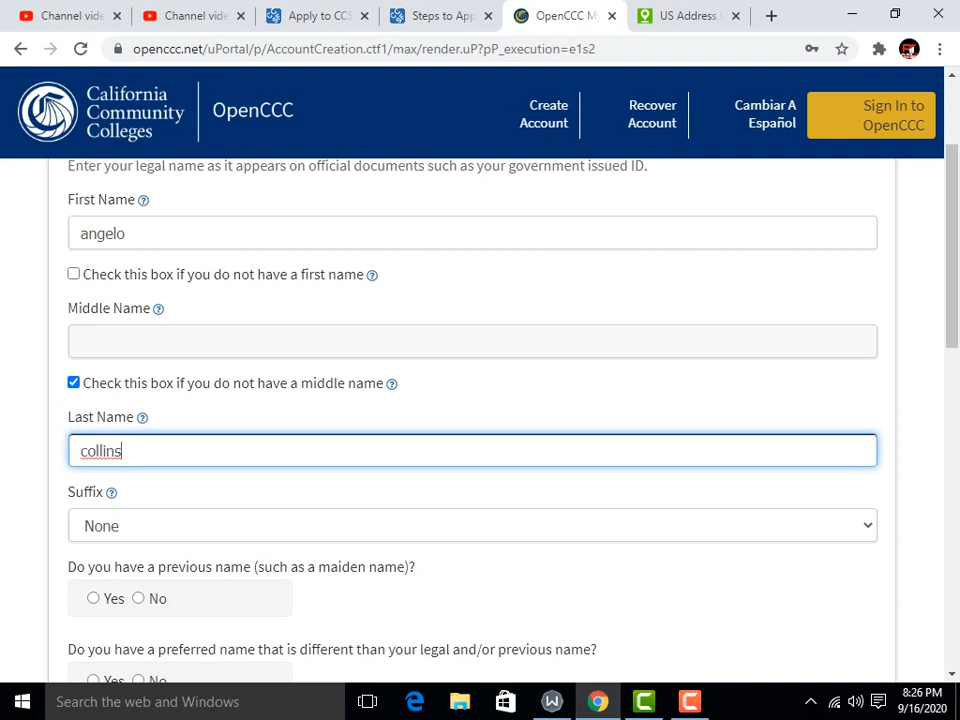 Channel vide
Channel vide
Apply to CCS
Steps to App
OpenCCC My
US Address G
openccc.net/uPortal/p/AccountCreation.ctf1/max/render.uP?pP_execution=e1s2
California
Community
Colleges
OpenCCC
Create
Account
Recover
Account
Cambiar A
Español
Sign In to
OpenCCC
Enter your legal name as it appears on official documents such as your government issued ID.
First Name
angelo
Check this box if you do not have a first name
Middle Name
Check this box if you do not have a middle name
Last Name
collins
Suffix
None
Do you have a previous name (such as a maiden name)?
Yes No
Do you have a preferred name that is different than your legal and/or previous name?
Yes No
Search the web and Windows
8:26 PM
9/16/2020